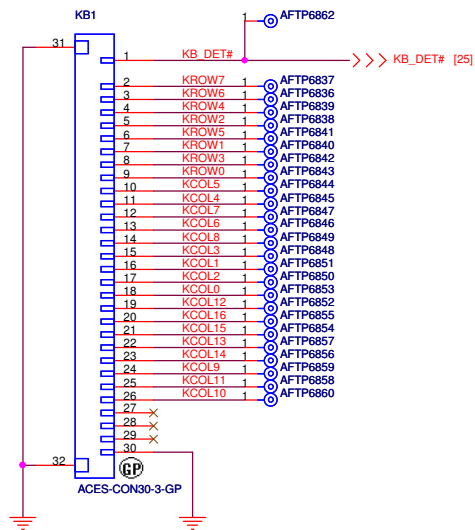 KB1
1 AFTP6862
31
1 KB_DET# KB_DET# [25]
2 KROW7 1 AFTP6837
3 KROW6 1 AFTP6836
4 KROW4 1 AFTP6839
5 KROW2 1 AFTP6838
6 KROW5 1 AFTP6841
7 KROW1 1 AFTP6840
8 KROW3 1 AFTP6842
9 KROW0 1 AFTP6843
10 KCOL5 1 AFTP6844
11 KCOL4 1 AFTP6845
12 KCOL7 1 AFTP6847
13 KCOL6 1 AFTP6846
14 KCOL8 1 AFTP6849
15 KCOL3 1 AFTP6848
16 KCOL1 1 AFTP6851
17 KCOL2 1 AFTP6850
18 KCOL0 1 AFTP6853
19 KCOL12 1 AFTP6852
20 KCOL16 1 AFTP6855
21 KCOL15 1 AFTP6854
22 KCOL13 1 AFTP6857
23 KCOL14 1 AFTP6856
24 KCOL9 1 AFTP6859
25 KCOL11 1 AFTP6858
26 KCOL10 1 AFTP6860
27
28
29
30
32
GP
ACES-CON30-3-GP